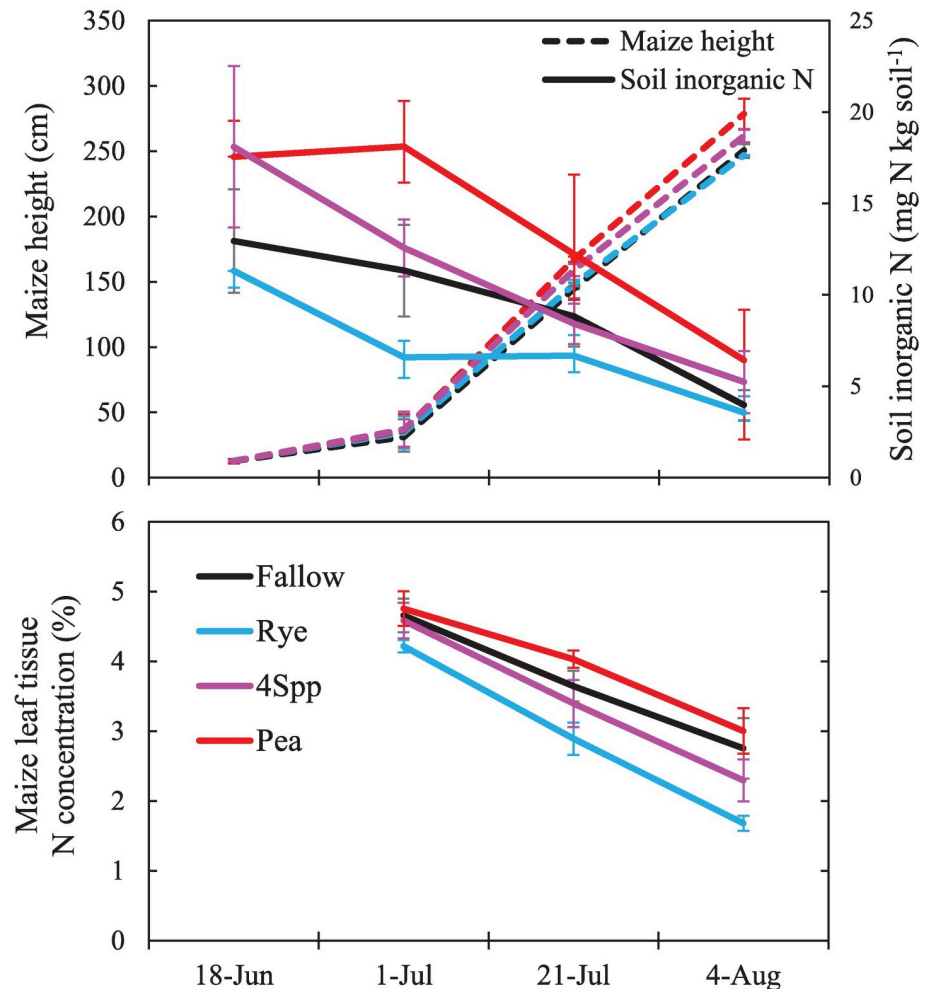 350
300
250
200
150
100
50
0
Maize height (cm)
Maize height
Soil inorganic N
25
20
15
10
5
0
Soil inorganic N (mg N kg soil⁻¹)
6
5
4
3
2
1
0
Maize leaf tissue
N concentration (%)
Fallow
Rye
4Spp
Pea
18-Jun 1-Jul 21-Jul 4-Aug